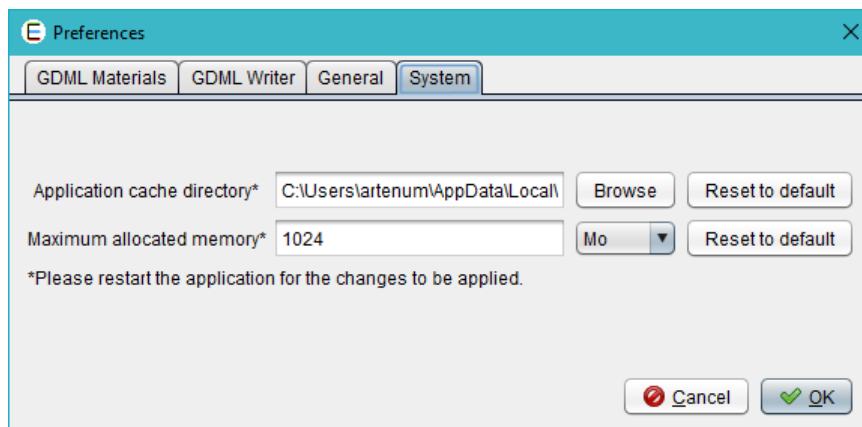 E Preferences
GDML Materials GDML Writer General System
Application cache directory* C:\Users\artenum\AppData\Local\ Browse Reset to default
Maximum allocated memory* 1024 Mo Reset to default
*Please restart the application for the changes to be applied.
Cancel OK